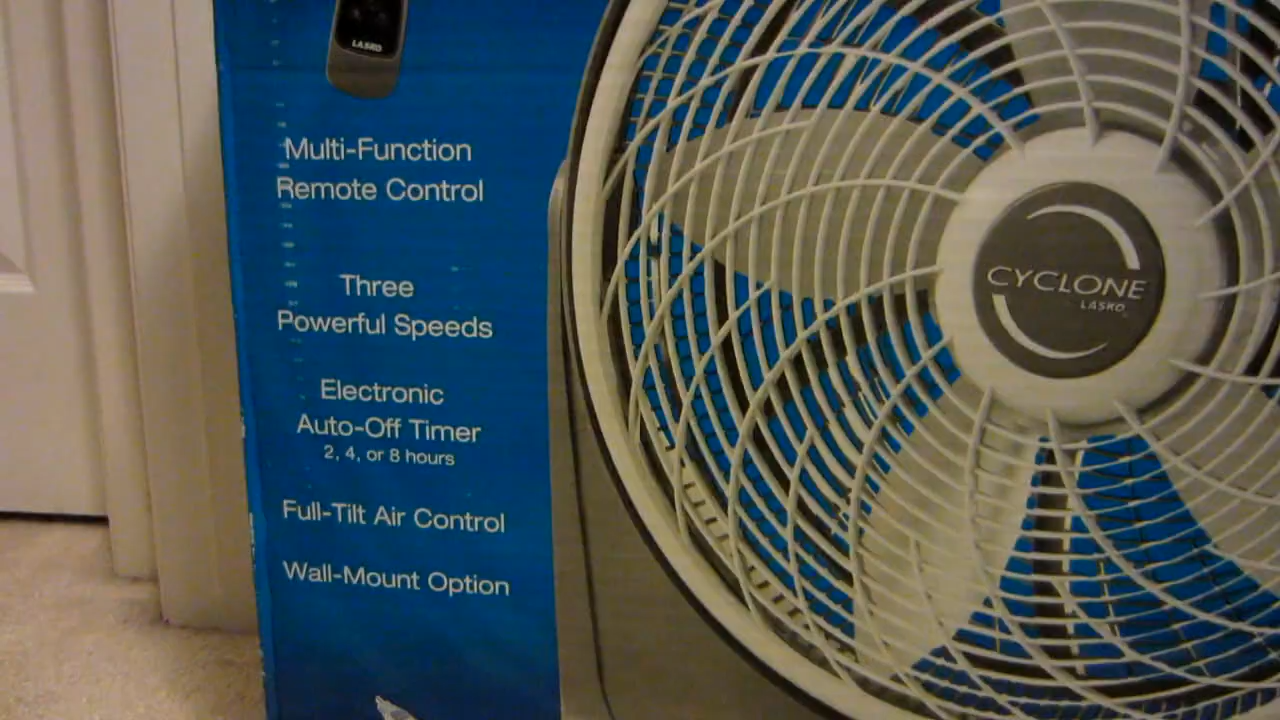 LASKO
Multi-Function
Remote Control
Three
Powerful Speeds
Electronic
Auto-Off Timer
2, 4, or 8 hours
Full-Tilt Air Control
Wall-Mount Option
CYCLONE
LASKO